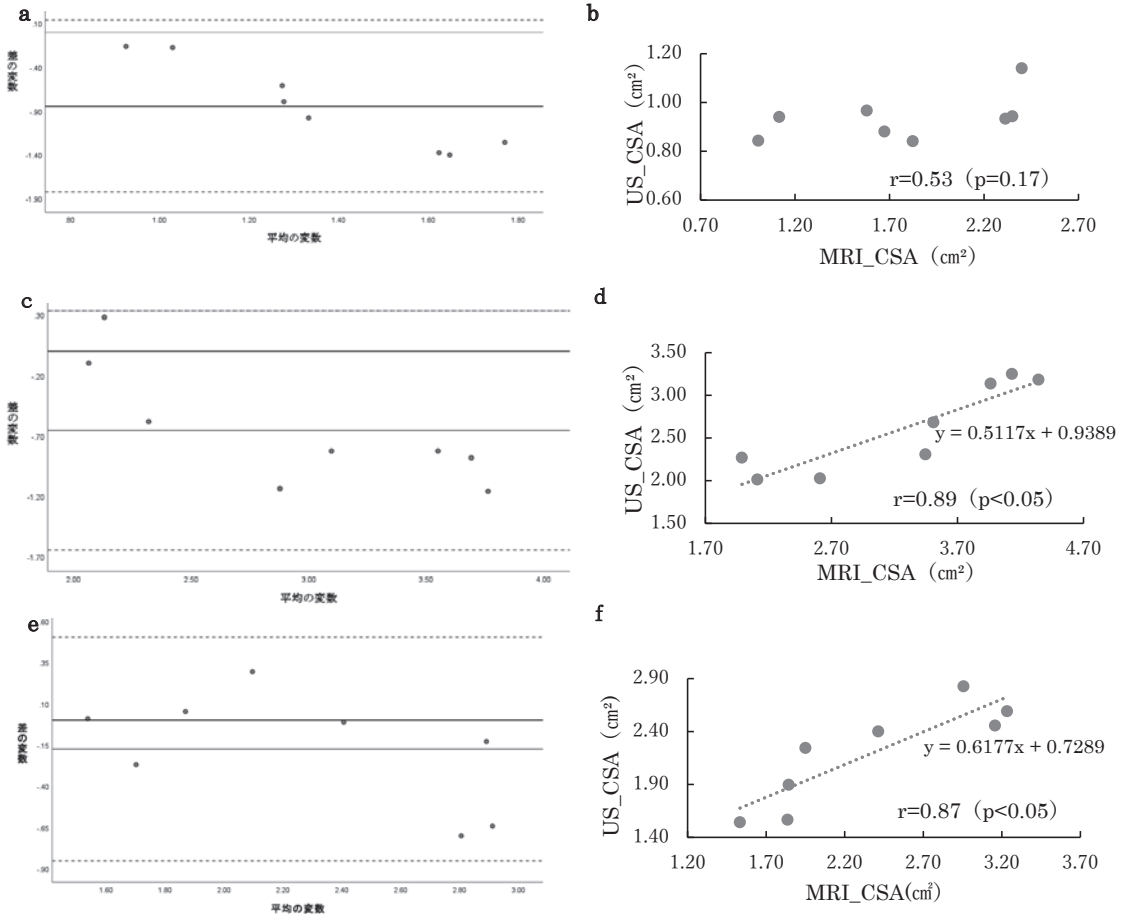 a
.10
-.40
-.90
-1.40
-1.90
差の変数
.80
1.00
1.20
1.40
1.60
1.80
平均の変数
b
1.20
1.00
0.80
0.60
US_CSA（cm²）
r=0.53（p=0.17）
0.70
1.20
1.70
2.20
2.70
MRI_CSA（cm²）
c
.30
-.20
-.70
-1.20
-1.70
差の変数
2.00
2.50
3.00
3.50
4.00
平均の変数
d
3.50
3.00
2.50
2.00
1.50
US_CSA（cm²）
y = 0.5117x + 0.9389
r=0.89（p<0.05）
1.70
2.70
3.70
4.70
MRI_CSA（cm²）
e
.60
.35
.10
-.15
-.40
-.65
-.90
差の変数
1.60
1.80
2.00
2.20
2.40
2.60
2.80
3.00
平均の変数
f
2.90
2.40
1.90
1.40
US_CSA（cm²）
y = 0.6177x + 0.7289
r=0.87（p<0.05）
1.20
1.70
2.20
2.70
3.20
3.70
MRI_CSA(cm²)